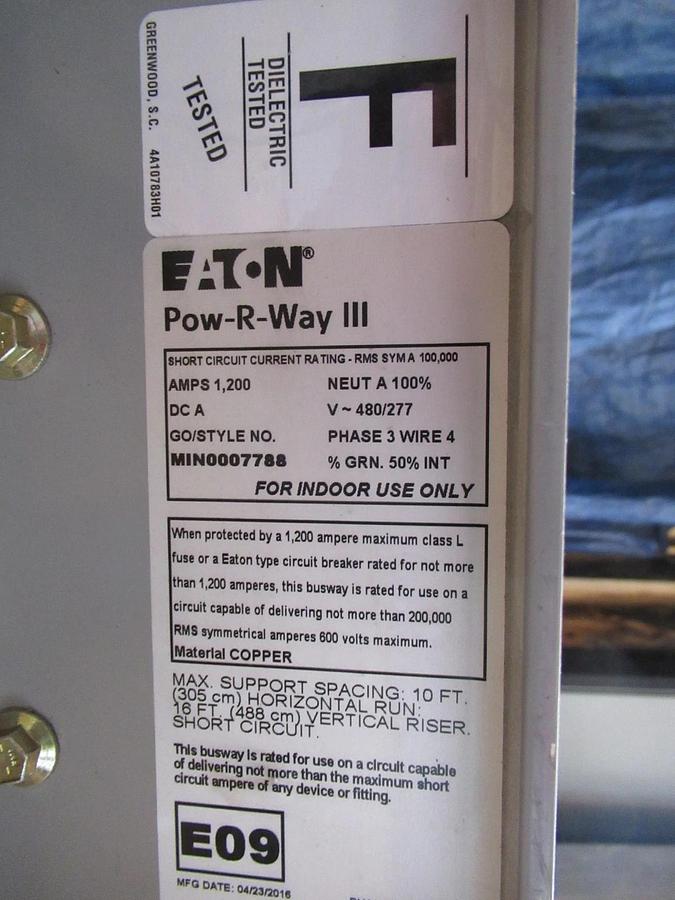 GREENWOOD, S.C. 4A10783H01
TESTED
DIELECTRIC
TESTED
F
EATON®
Pow-R-Way III
SHORT CIRCUIT CURRENT RATING - RMS SYM A 100,000
AMPS 1,200 NEUT A 100%
DC A V ~ 480/277
GO/STYLE NO. PHASE 3 WIRE 4
MIN0007788 % GRN. 50% INT
FOR INDOOR USE ONLY
When protected by a 1,200 ampere maximum class L
fuse or a Eaton type circuit breaker rated for not more
than 1,200 amperes, this busway is rated for use on a
circuit capable of delivering not more than 200,000
RMS symmetrical amperes 600 volts maximum.
Material COPPER
MAX. SUPPORT SPACING: 10 FT.
(305 cm) HORIZONTAL RUN;
16 FT. (488 cm) VERTICAL RISER.
SHORT CIRCUIT.
This busway is rated for use on a circuit capable
of delivering not more than the maximum short
circuit ampere of any device or fitting.
E09
MFG DATE: 04/23/2016